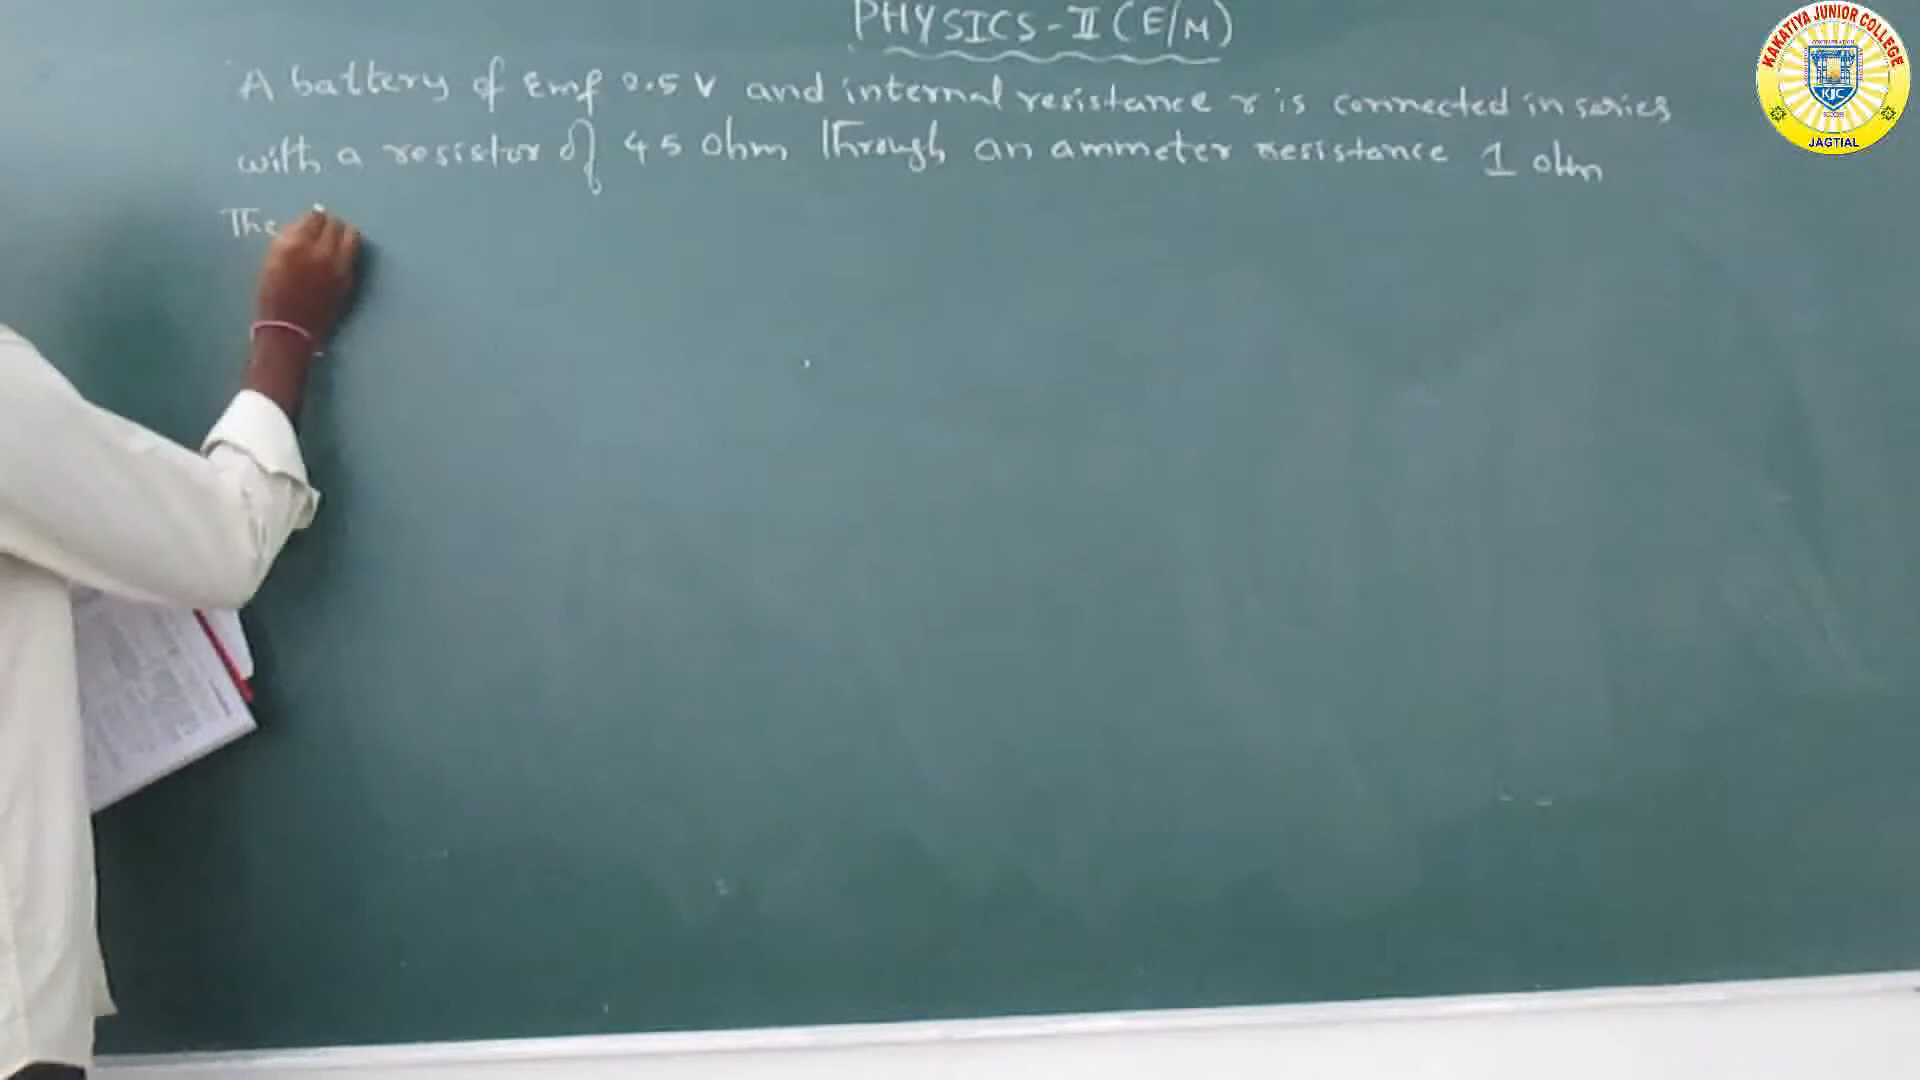 PHYSICS-II (E/M)
A battery of Emf 0.5 V and internal resistance r is connected in series
with a resistor of 45 Ohm Through an ammeter resistance 1 ohm
The
KAKATIYA JUNIOR COLLEGE
KJC
JAGTIAL